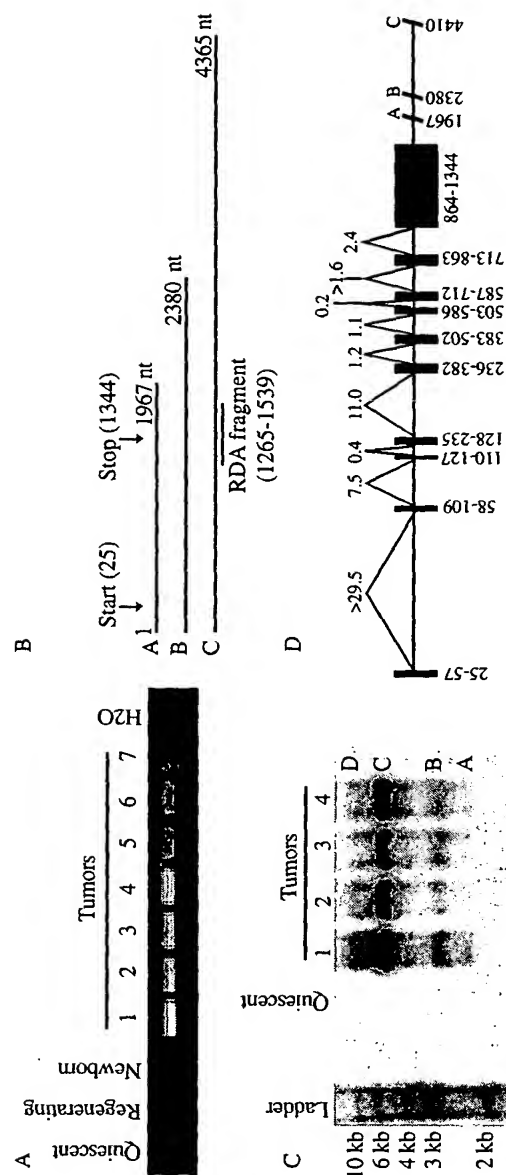 A
Quiescent
Regenerating
Newborn
Tumors
1 2 3 4 5 6 7
H2O
B
Start (25)
Stop (1344)
A 1 1967 nt
B 2380 nt
C 4365 nt
RDA fragment
(1265-1539)
C
Ladder
Quiescent
Tumors
1 2 3 4
10 kb
6 kb
4 kb
3 kb
2 kb
D
C
B
A
D
>29.5
7.5
0.4
11.0
1.2
1.1
0.2
>1.6
2.4
A
B
C
25-57
58-109
110-127
128-235
236-382
383-502
503-586
587-712
713-863
864-1344
1967
2380
4410